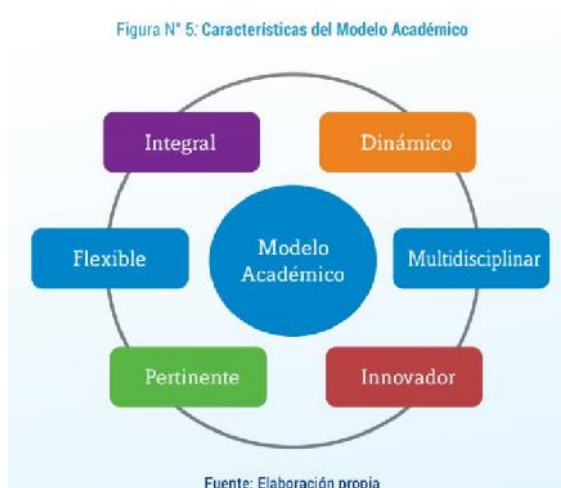 Figura N° 5: Características del Modelo Académico
Integral
Dinámico
Flexible
Modelo
Académico
Multidisciplinar
Pertinente
Innovador
Fuente: Elaboración propia